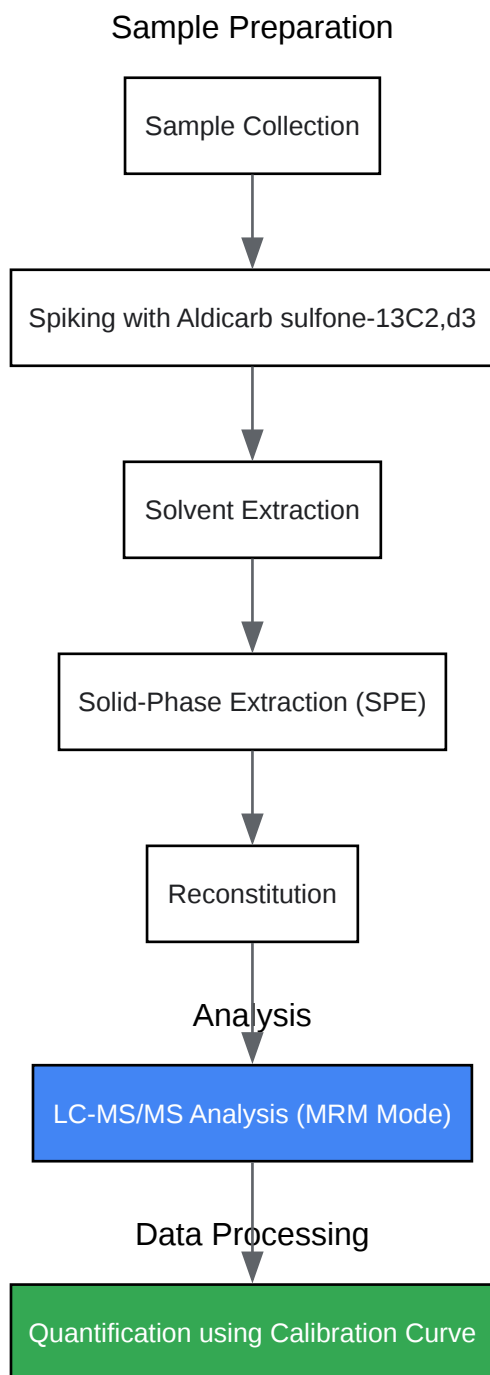 Sample Preparation
Sample Collection
Spiking with Aldicarb sulfone-13C2,d3
Solvent Extraction
Solid-Phase Extraction (SPE)
Reconstitution
Analysis
LC-MS/MS Analysis (MRM Mode)
Data Processing
Quantification using Calibration Curve